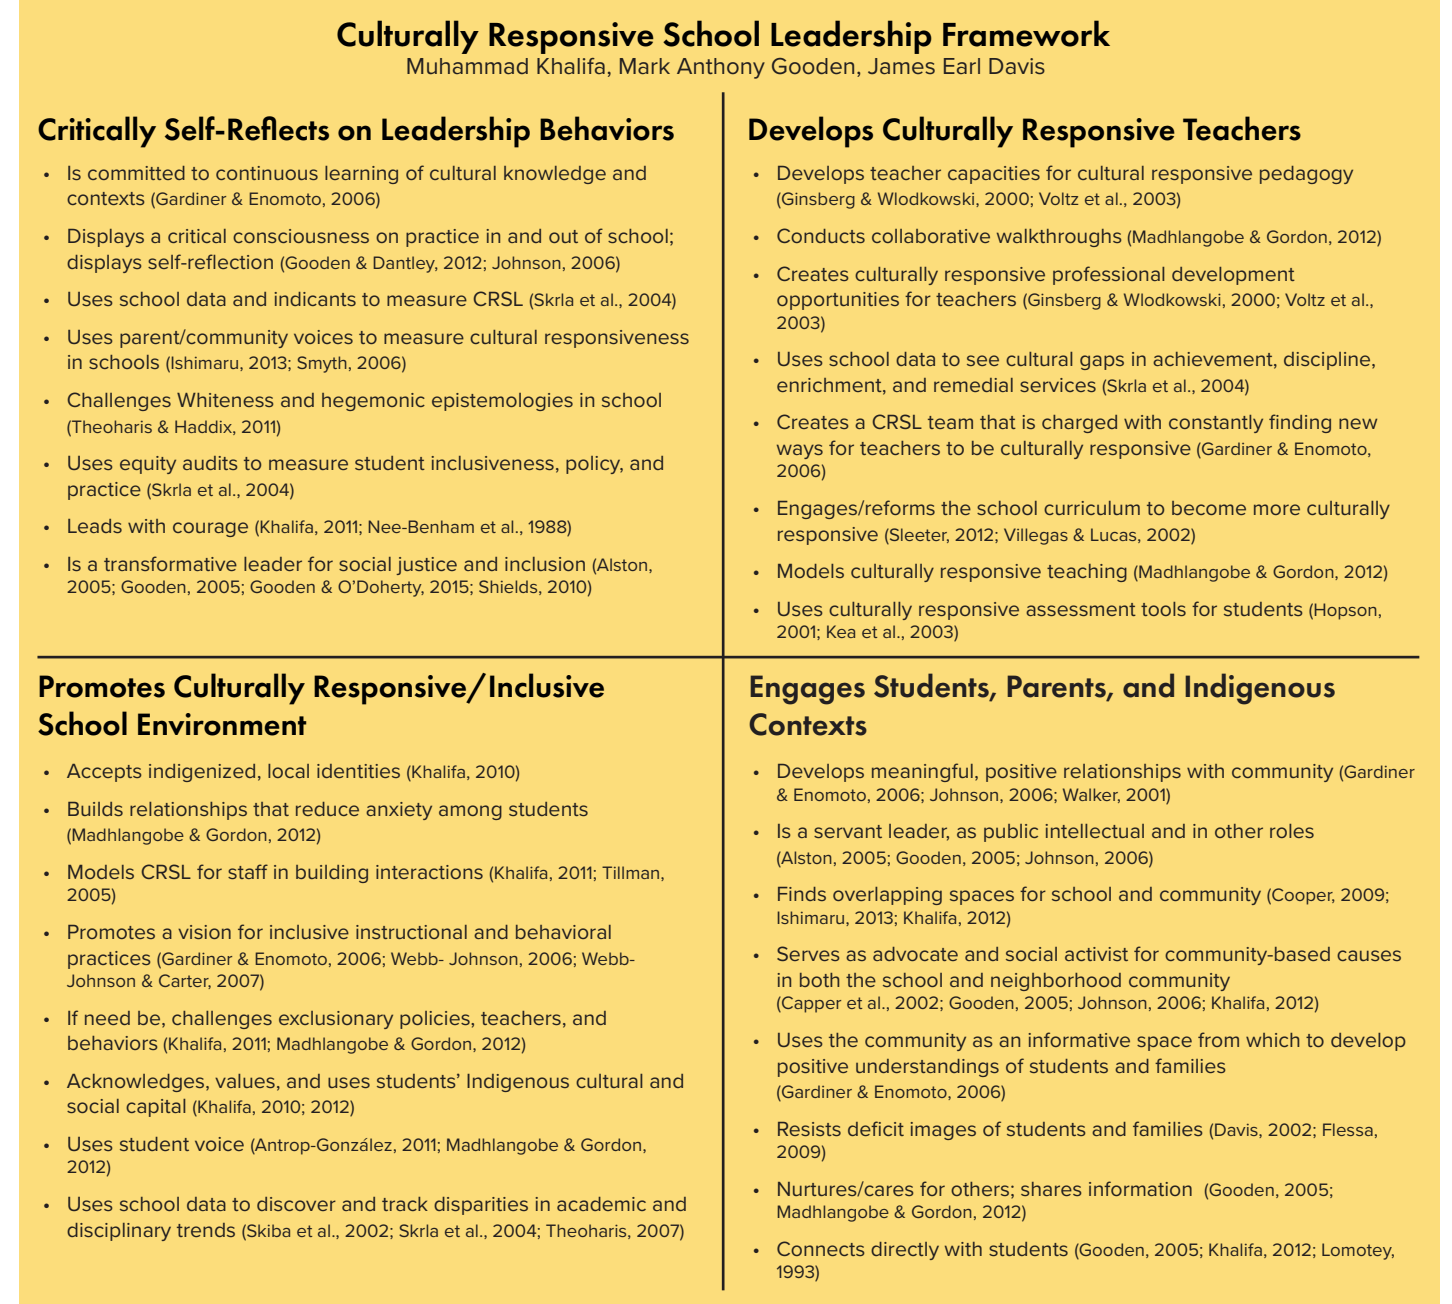 Culturally Responsive School Leadership Framework
Muhammad Khalifa, Mark Anthony Gooden, James Earl Davis
Critically Self-Reflects on Leadership Behaviors
• Is committed to continuous learning of cultural knowledge and
contexts (Gardiner & Enomoto, 2006)
• Displays a critical consciousness on practice in and out of school;
displays self-reflection (Gooden & Dantley, 2012; Johnson, 2006)
• Uses school data and indicants to measure CRSL (Skrla et al., 2004)
• Uses parent/community voices to measure cultural responsiveness
in schools (Ishimaru, 2013; Smyth, 2006)
• Challenges Whiteness and hegemonic epistemologies in school
(Theoharis & Haddix, 2011)
• Uses equity audits to measure student inclusiveness, policy, and
practice (Skrla et al., 2004)
• Leads with courage (Khalifa, 2011; Nee-Benham et al., 1988)
• Is a transformative leader for social justice and inclusion (Alston,
2005; Gooden, 2005; Gooden & O’Doherty, 2015; Shields, 2010)
Develops Culturally Responsive Teachers
• Develops teacher capacities for cultural responsive pedagogy
(Ginsberg & Wlodkowski, 2000; Voltz et al., 2003)
• Conducts collaborative walkthroughs (Madhlangobe & Gordon, 2012)
• Creates culturally responsive professional development
opportunities for teachers (Ginsberg & Wlodkowski, 2000; Voltz et al.,
2003)
• Uses school data to see cultural gaps in achievement, discipline,
enrichment, and remedial services (Skrla et al., 2004)
• Creates a CRSL team that is charged with constantly finding new
ways for teachers to be culturally responsive (Gardiner & Enomoto,
2006)
• Engages/reforms the school curriculum to become more culturally
responsive (Sleeter, 2012; Villegas & Lucas, 2002)
• Models culturally responsive teaching (Madhlangobe & Gordon, 2012)
• Uses culturally responsive assessment tools for students (Hopson,
2001; Kea et al., 2003)
Promotes Culturally Responsive/Inclusive
School Environment
• Accepts indigenized, local identities (Khalifa, 2010)
• Builds relationships that reduce anxiety among students
(Madhlangobe & Gordon, 2012)
• Models CRSL for staff in building interactions (Khalifa, 2011; Tillman,
2005)
• Promotes a vision for inclusive instructional and behavioral
practices (Gardiner & Enomoto, 2006; Webb- Johnson, 2006; Webb-
Johnson & Carter, 2007)
• If need be, challenges exclusionary policies, teachers, and
behaviors (Khalifa, 2011; Madhlangobe & Gordon, 2012)
• Acknowledges, values, and uses students’ Indigenous cultural and
social capital (Khalifa, 2010; 2012)
• Uses student voice (Antrop-González, 2011; Madhlangobe & Gordon,
2012)
• Uses school data to discover and track disparities in academic and
disciplinary trends (Skiba et al., 2002; Skrla et al., 2004; Theoharis, 2007)
Engages Students, Parents, and Indigenous
Contexts
• Develops meaningful, positive relationships with community (Gardiner
& Enomoto, 2006; Johnson, 2006; Walker, 2001)
• Is a servant leader, as public intellectual and in other roles
(Alston, 2005; Gooden, 2005; Johnson, 2006)
• Finds overlapping spaces for school and community (Cooper, 2009;
Ishimaru, 2013; Khalifa, 2012)
• Serves as advocate and social activist for community-based causes
in both the school and neighborhood community
(Capper et al., 2002; Gooden, 2005; Johnson, 2006; Khalifa, 2012)
• Uses the community as an informative space from which to develop
positive understandings of students and families
(Gardiner & Enomoto, 2006)
• Resists deficit images of students and families (Davis, 2002; Flessa,
2009)
• Nurtures/cares for others; shares information (Gooden, 2005;
Madhlangobe & Gordon, 2012)
• Connects directly with students (Gooden, 2005; Khalifa, 2012; Lomotey,
1993)